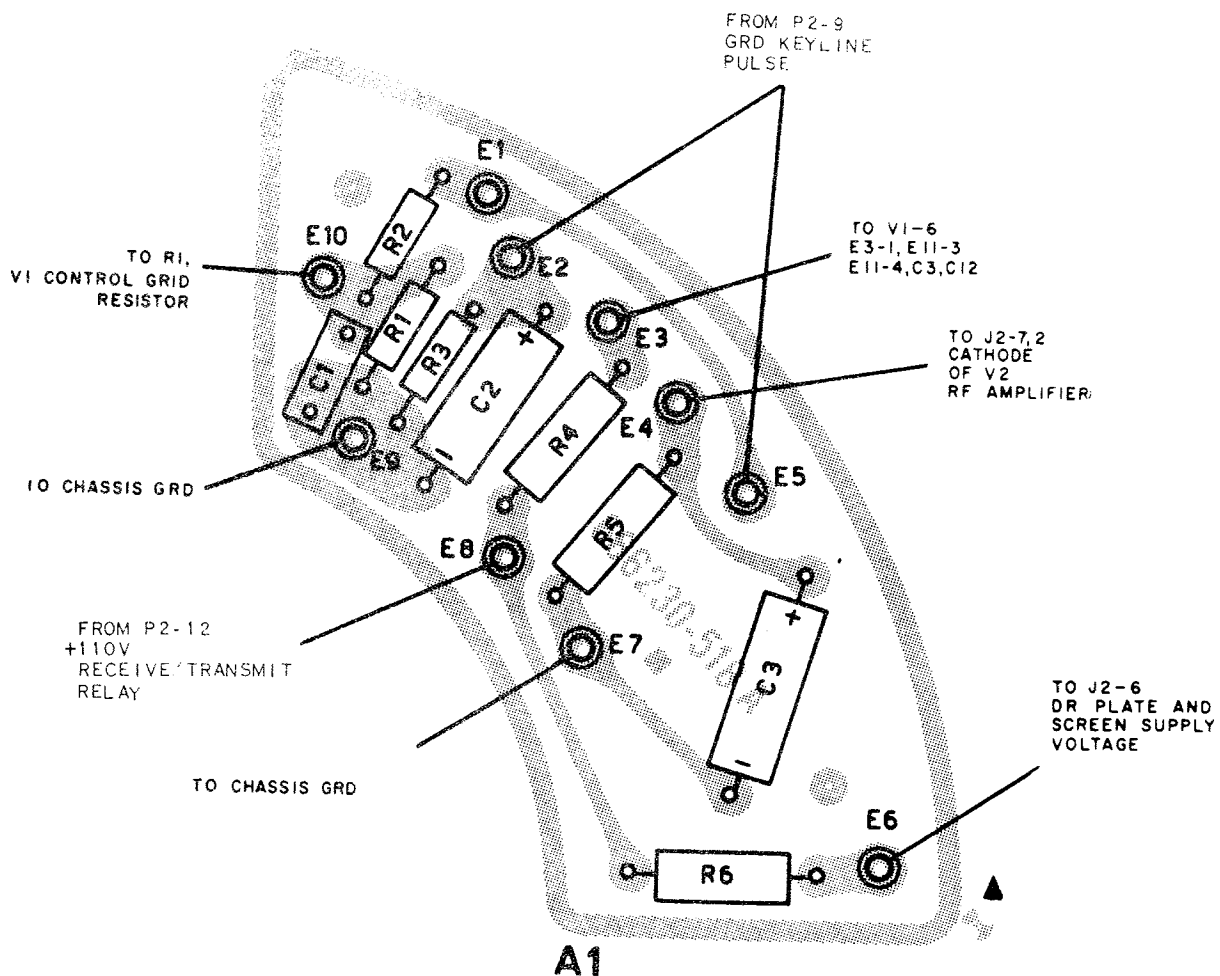 FROM P2-9
GRD KEYLINE
PULSE
E1
R2
E10
E2
TO R1,
V1 CONTROL GRID
RESISTOR
TO V1-6
E3-1, E11-3
E11-4, C3, C12
R1
R3
E3
C1
+
C2
TO J2-7,2
CATHODE
OF V2
RF AMPLIFIER
E4
R4
E9
−
TO CHASSIS GRD
E5
R5
E8
6230-516
FROM P2-12
+110V
RECEIVE/TRANSMIT
RELAY
E7
+
C3
−
TO J2-6
DR PLATE AND
SCREEN SUPPLY
VOLTAGE
TO CHASSIS GRD
E6
R6
A1